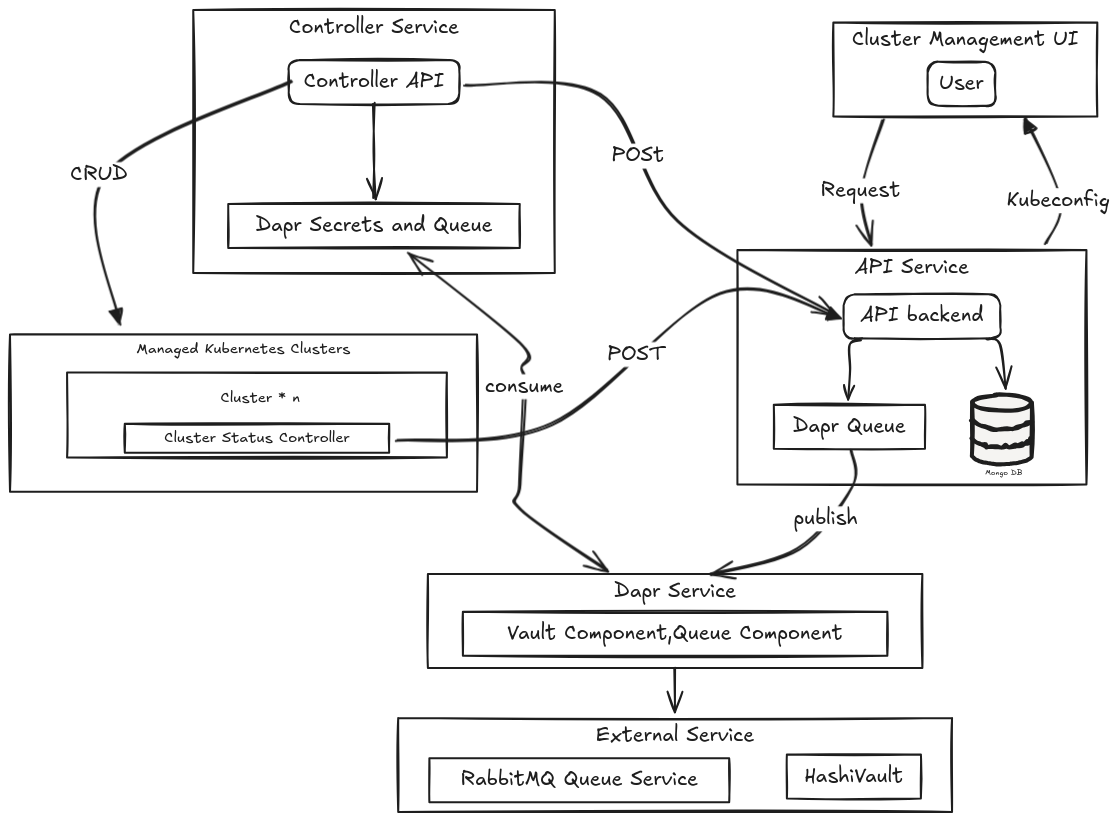 Controller Service
Controller API
Cluster Management UI
User
CRUD
POSt
Request
Kubeconfig
Dapr Secrets and Queue
API Service
API backend
Managed Kubernetes Clusters
POST
Cluster * n
consume
Cluster Status Controller
Dapr Queue
Mongo DB
publish
Dapr Service
Vault Component,Queue Component
External Service
RabbitMQ Queue Service
HashiVault